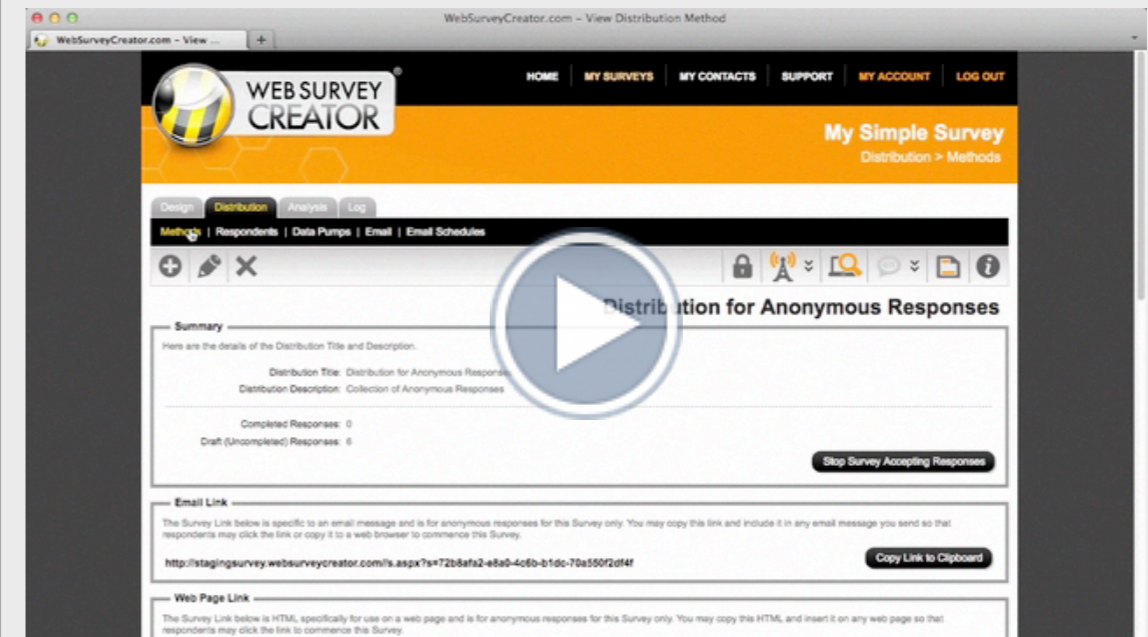 WebSurveyCreator.com – View Distribution Method
WebSurveyCreator.com – View ...
WEB SURVEY
CREATOR
®
HOME MY SURVEYS MY CONTACTS SUPPORT MY ACCOUNT LOG OUT
My Simple Survey
Distribution > Methods
Design Distribution Analysis Log
Methods | Respondents | Data Pumps | Email | Email Schedules
Distribution for Anonymous Responses
Summary
Here are the details of the Distribution Title and Description.
Distribution Title: Distribution for Anonymous Responses
Distribution Description: Collection of Anonymous Responses
Completed Responses: 0
Draft (Uncompleted) Responses: 6
Stop Survey Accepting Responses
Email Link
The Survey Link below is specific to an email message and is for anonymous responses for this Survey only. You may copy this link and include it in any email message you send so that
respondents may click the link or copy it to a web browser to commence this Survey.
http://stagingsurvey.websurveycreator.com/s.aspx?s=72b8afa2-e8a0-4c6b-b1dc-70a550f2df4f
Copy Link to Clipboard
Web Page Link
The Survey Link below is HTML specifically for use on a web page and is for anonymous responses for this Survey only. You may copy this HTML and insert it on any web page so that
respondents may click the link to commence this Survey.